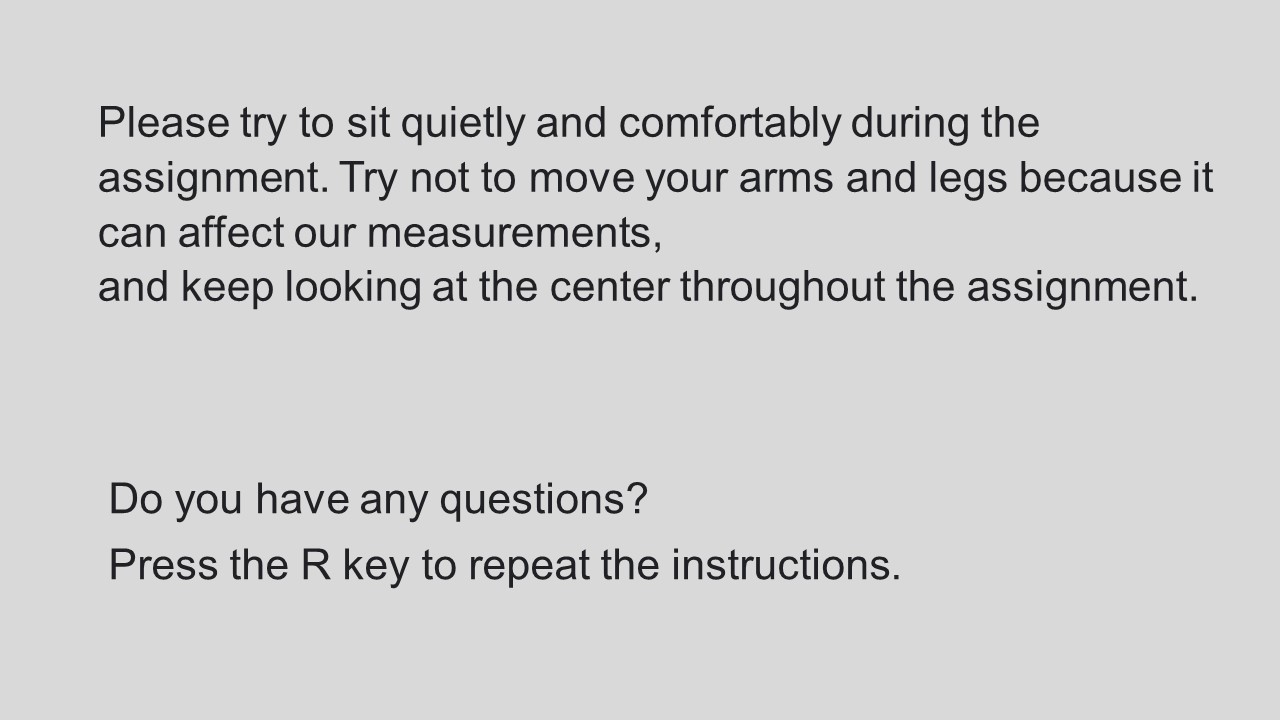 Please try to sit quietly and comfortably during the
assignment. Try not to move your arms and legs because it
can affect our measurements,
and keep looking at the center throughout the assignment.
Do you have any questions?
Press the R key to repeat the instructions.